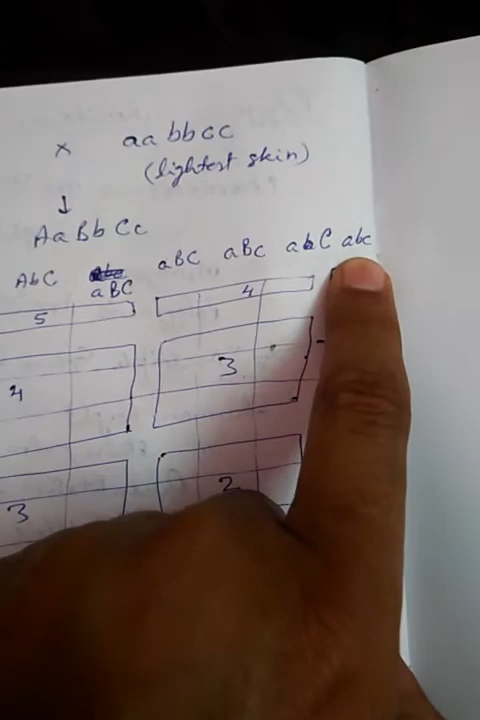 × aa bb cc
(lightest skin)
↓
Aa Bb Cc
AbC aBC aBC aBc abC abc
5 4
4 3
3 2